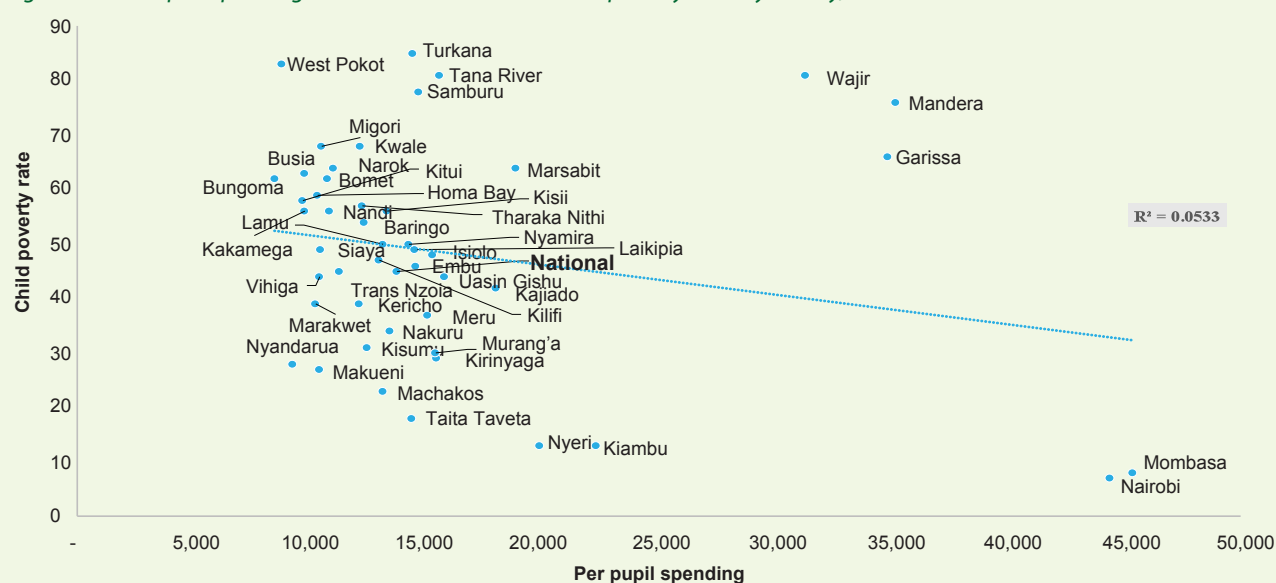 90
80
70
60
50
40
30
20
10
0
Child poverty rate
West Pokot
Turkana
Tana River
Samburu
Wajir
Mandera
Garissa
Migori
Kwale
Busia
Narok
Kitui
Marsabit
Bungoma
Bomet
Homa Bay
Kisii
Lamu
Nandi
Tharaka Nithi
Baringo
Nyamira
Kakamega
Siaya
Isiolo
Laikipia
National
Embu
Vihiga
Uasin Gishu
Trans Nzoia
Kajiado
Kericho
Kilifi
Marakwet
Meru
Nakuru
Nyandarua
Kisumu
Murang'a
Kirinyaga
Makueni
Machakos
Taita Taveta
Nyeri
Kiambu
Mombasa
Nairobi
R² = 0.0533
- 5,000 10,000 15,000 20,000 25,000 30,000 35,000 40,000 45,000 50,000
Per pupil spending